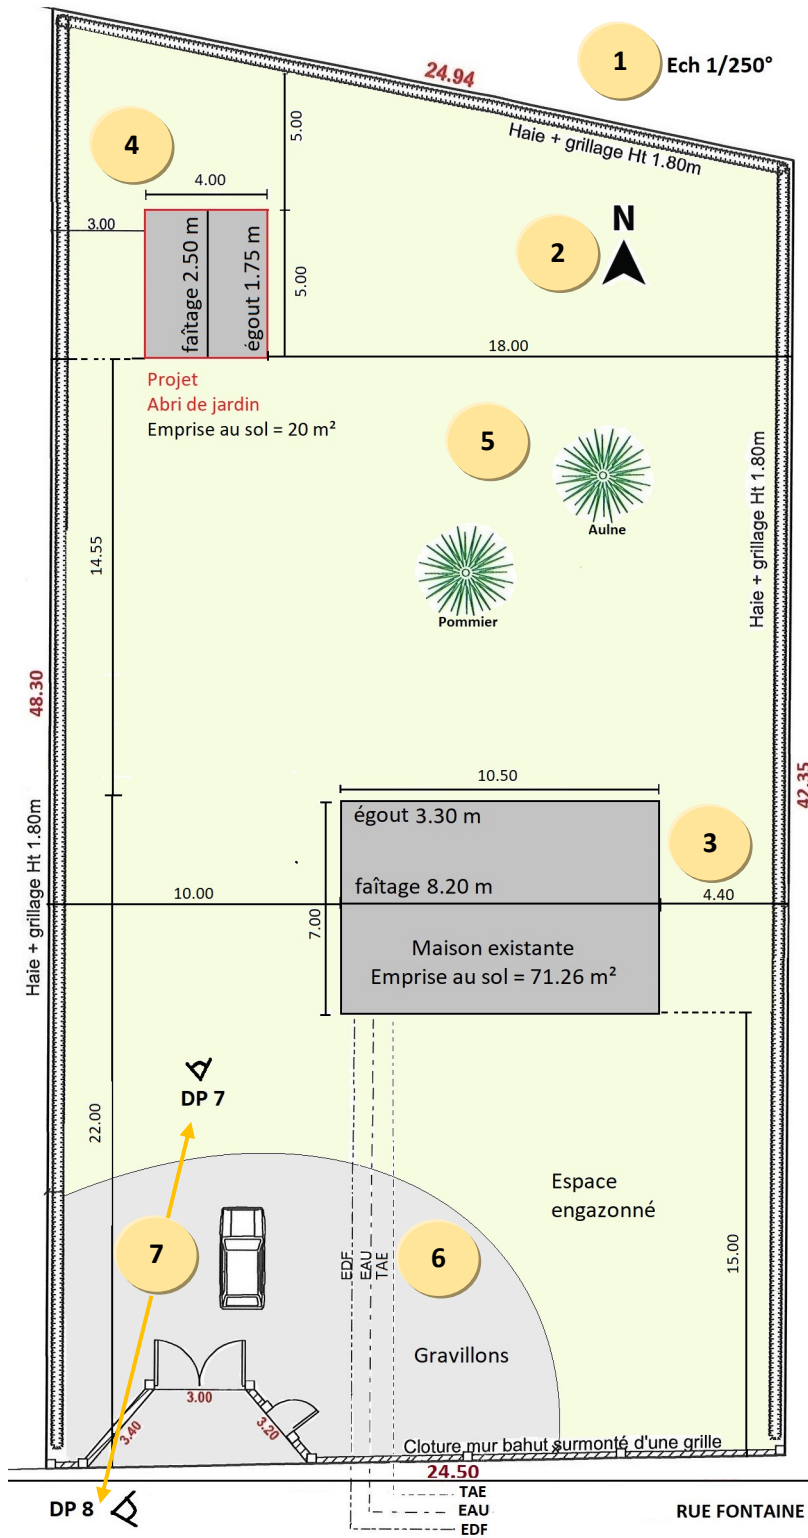 24.94
1
Ech 1/250°
Haie + grillage Ht 1.80m
5.00
4
4.00
3.00
faîtage 2.50 m
égout 1.75 m
5.00
N
2
18.00
Projet
Abri de jardin
Emprise au sol = 20 m²
5
Aulne
Pommier
Haie + grillage Ht 1.80m
14.55
48.30
42.35
10.50
égout 3.30 m
3
faîtage 8.20 m
10.00
4.40
7.00
Maison existante
Emprise au sol = 71.26 m²
Haie + grillage Ht 1.80m
DP 7
22.00
Espace
engazonné
7
6
EDF
EAU
TAE
15.00
Gravillons
3.00
3.40
3.20
Cloture mur bahut surmonté d'une grille
24.50
TAE
EAU
EDF
DP 8
RUE FONTAINE